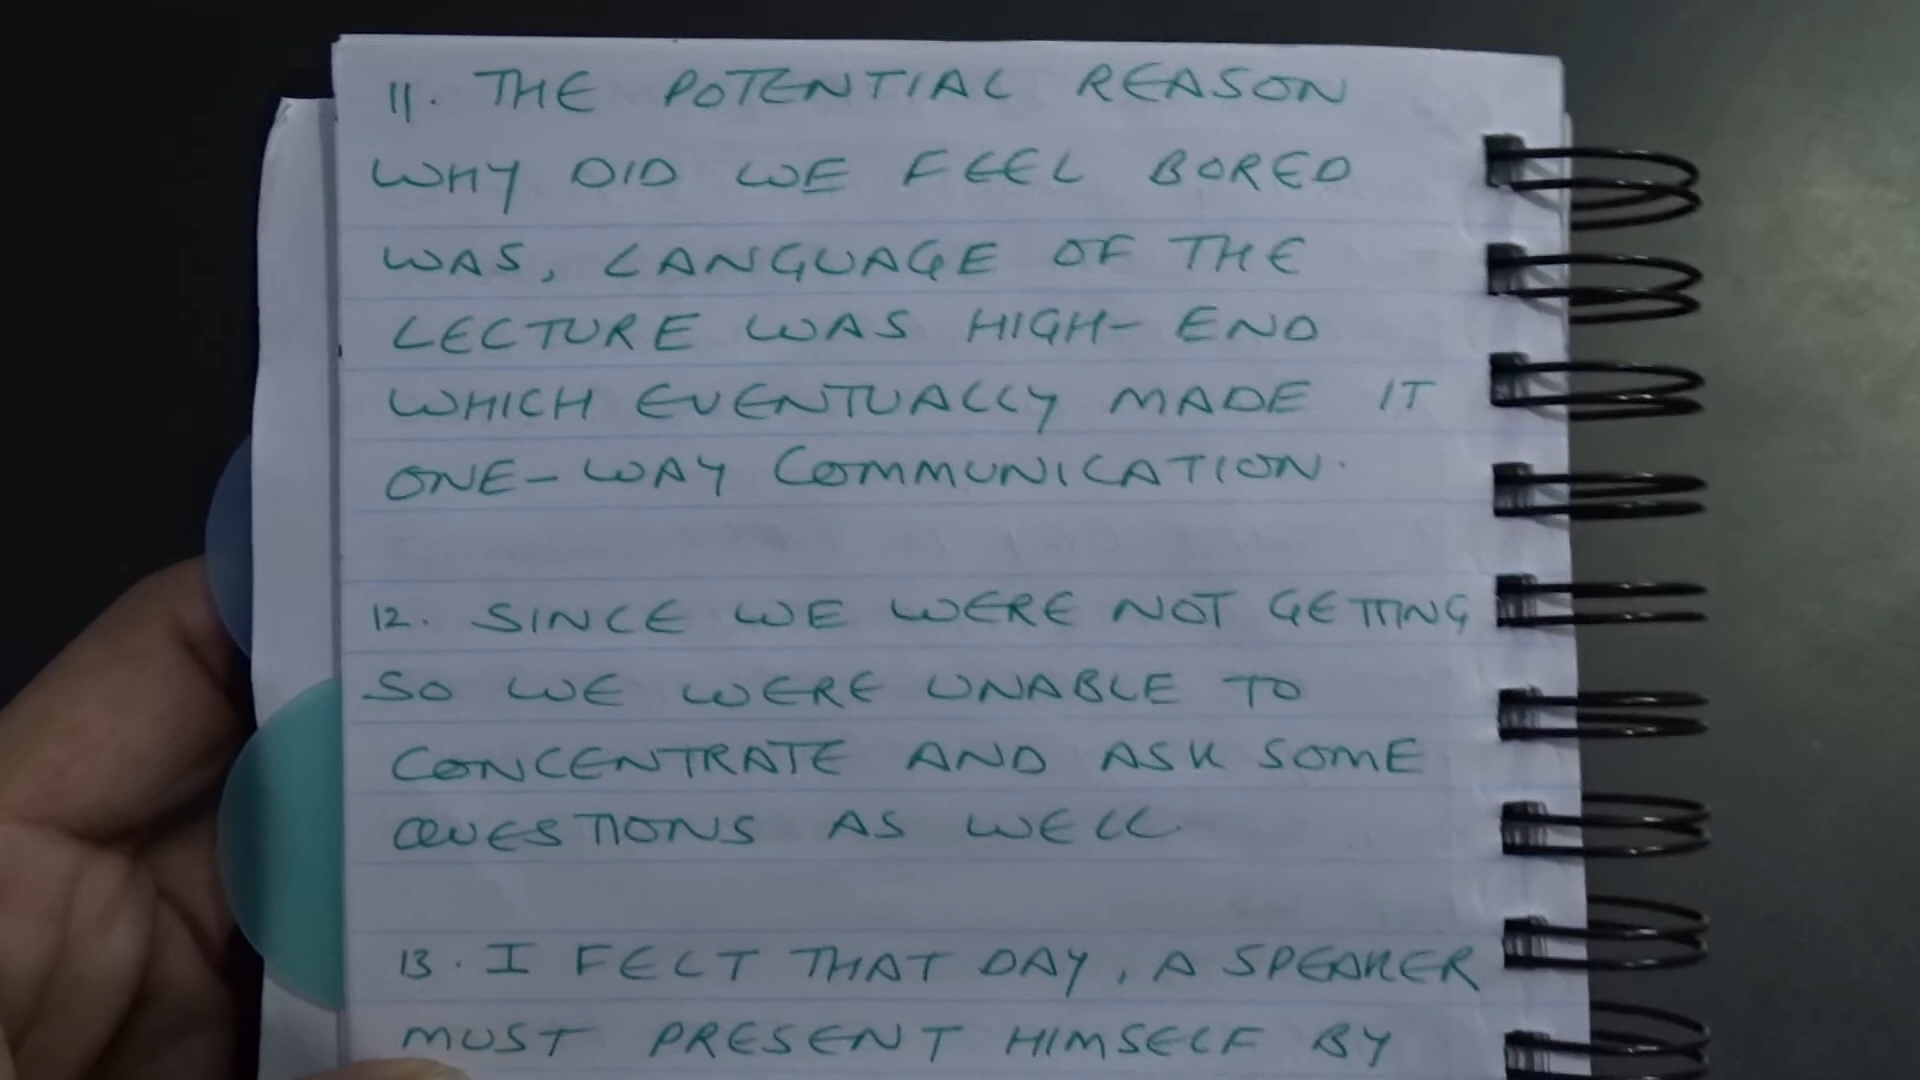 11. THE POTENTIAL REASON
WHY DID WE FEEL BORED
WAS, LANGUAGE OF THE
LECTURE WAS HIGH-END
WHICH EVENTUALLY MADE IT
ONE-WAY COMMUNICATION.
12. SINCE WE WERE NOT GETTING
SO WE WERE UNABLE TO
CONCENTRATE AND ASK SOME
QUESTIONS AS WELL.
13. I FELT THAT DAY, A SPEAKER
MUST PRESENT HIMSELF BY